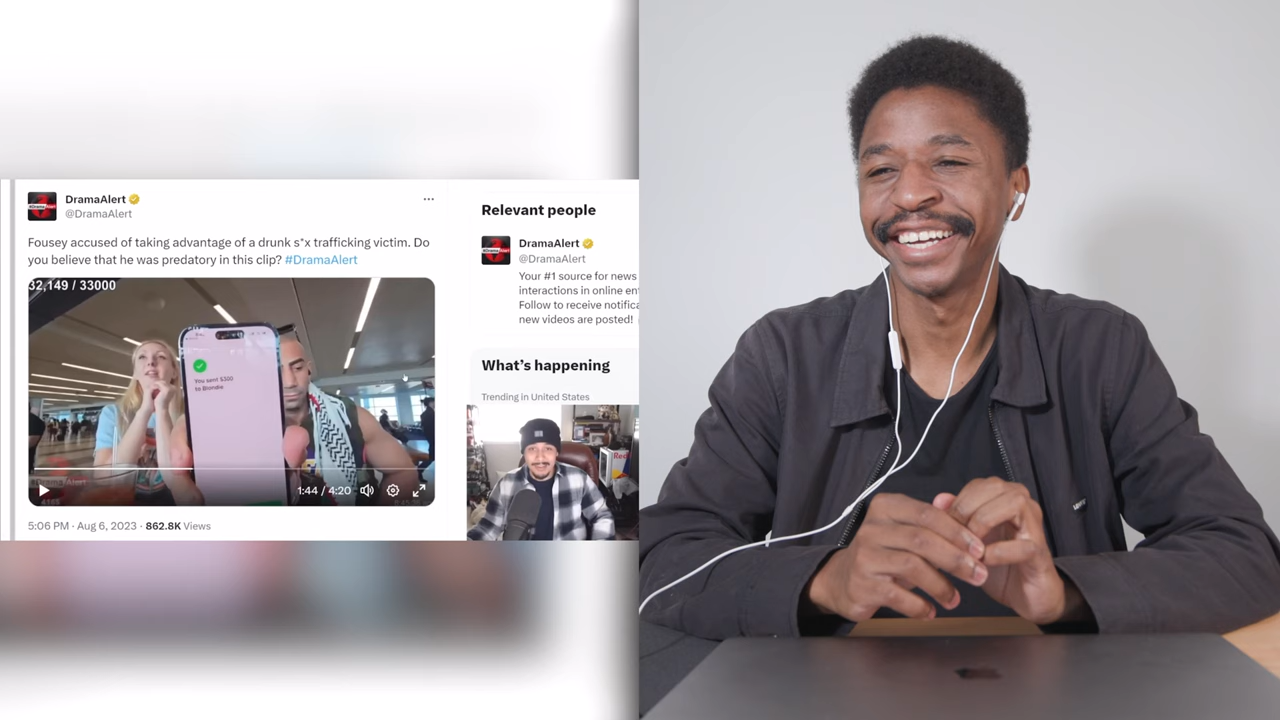 DramaAlert
@DramaAlert
Fousey accused of taking advantage of a drunk s*x trafficking victim. Do
you believe that he was predatory in this clip? #DramaAlert
32,149 / 33000
You sent $320
to Blondie
1:44 / 4:20
5:06 PM · Aug 6, 2023 · 862.8K Views
Relevant people
DramaAlert
@DramaAlert
Your #1 source for news
interactions in online en
Follow to receive notifica
new videos are posted!
What's happening
Trending in United States
Red